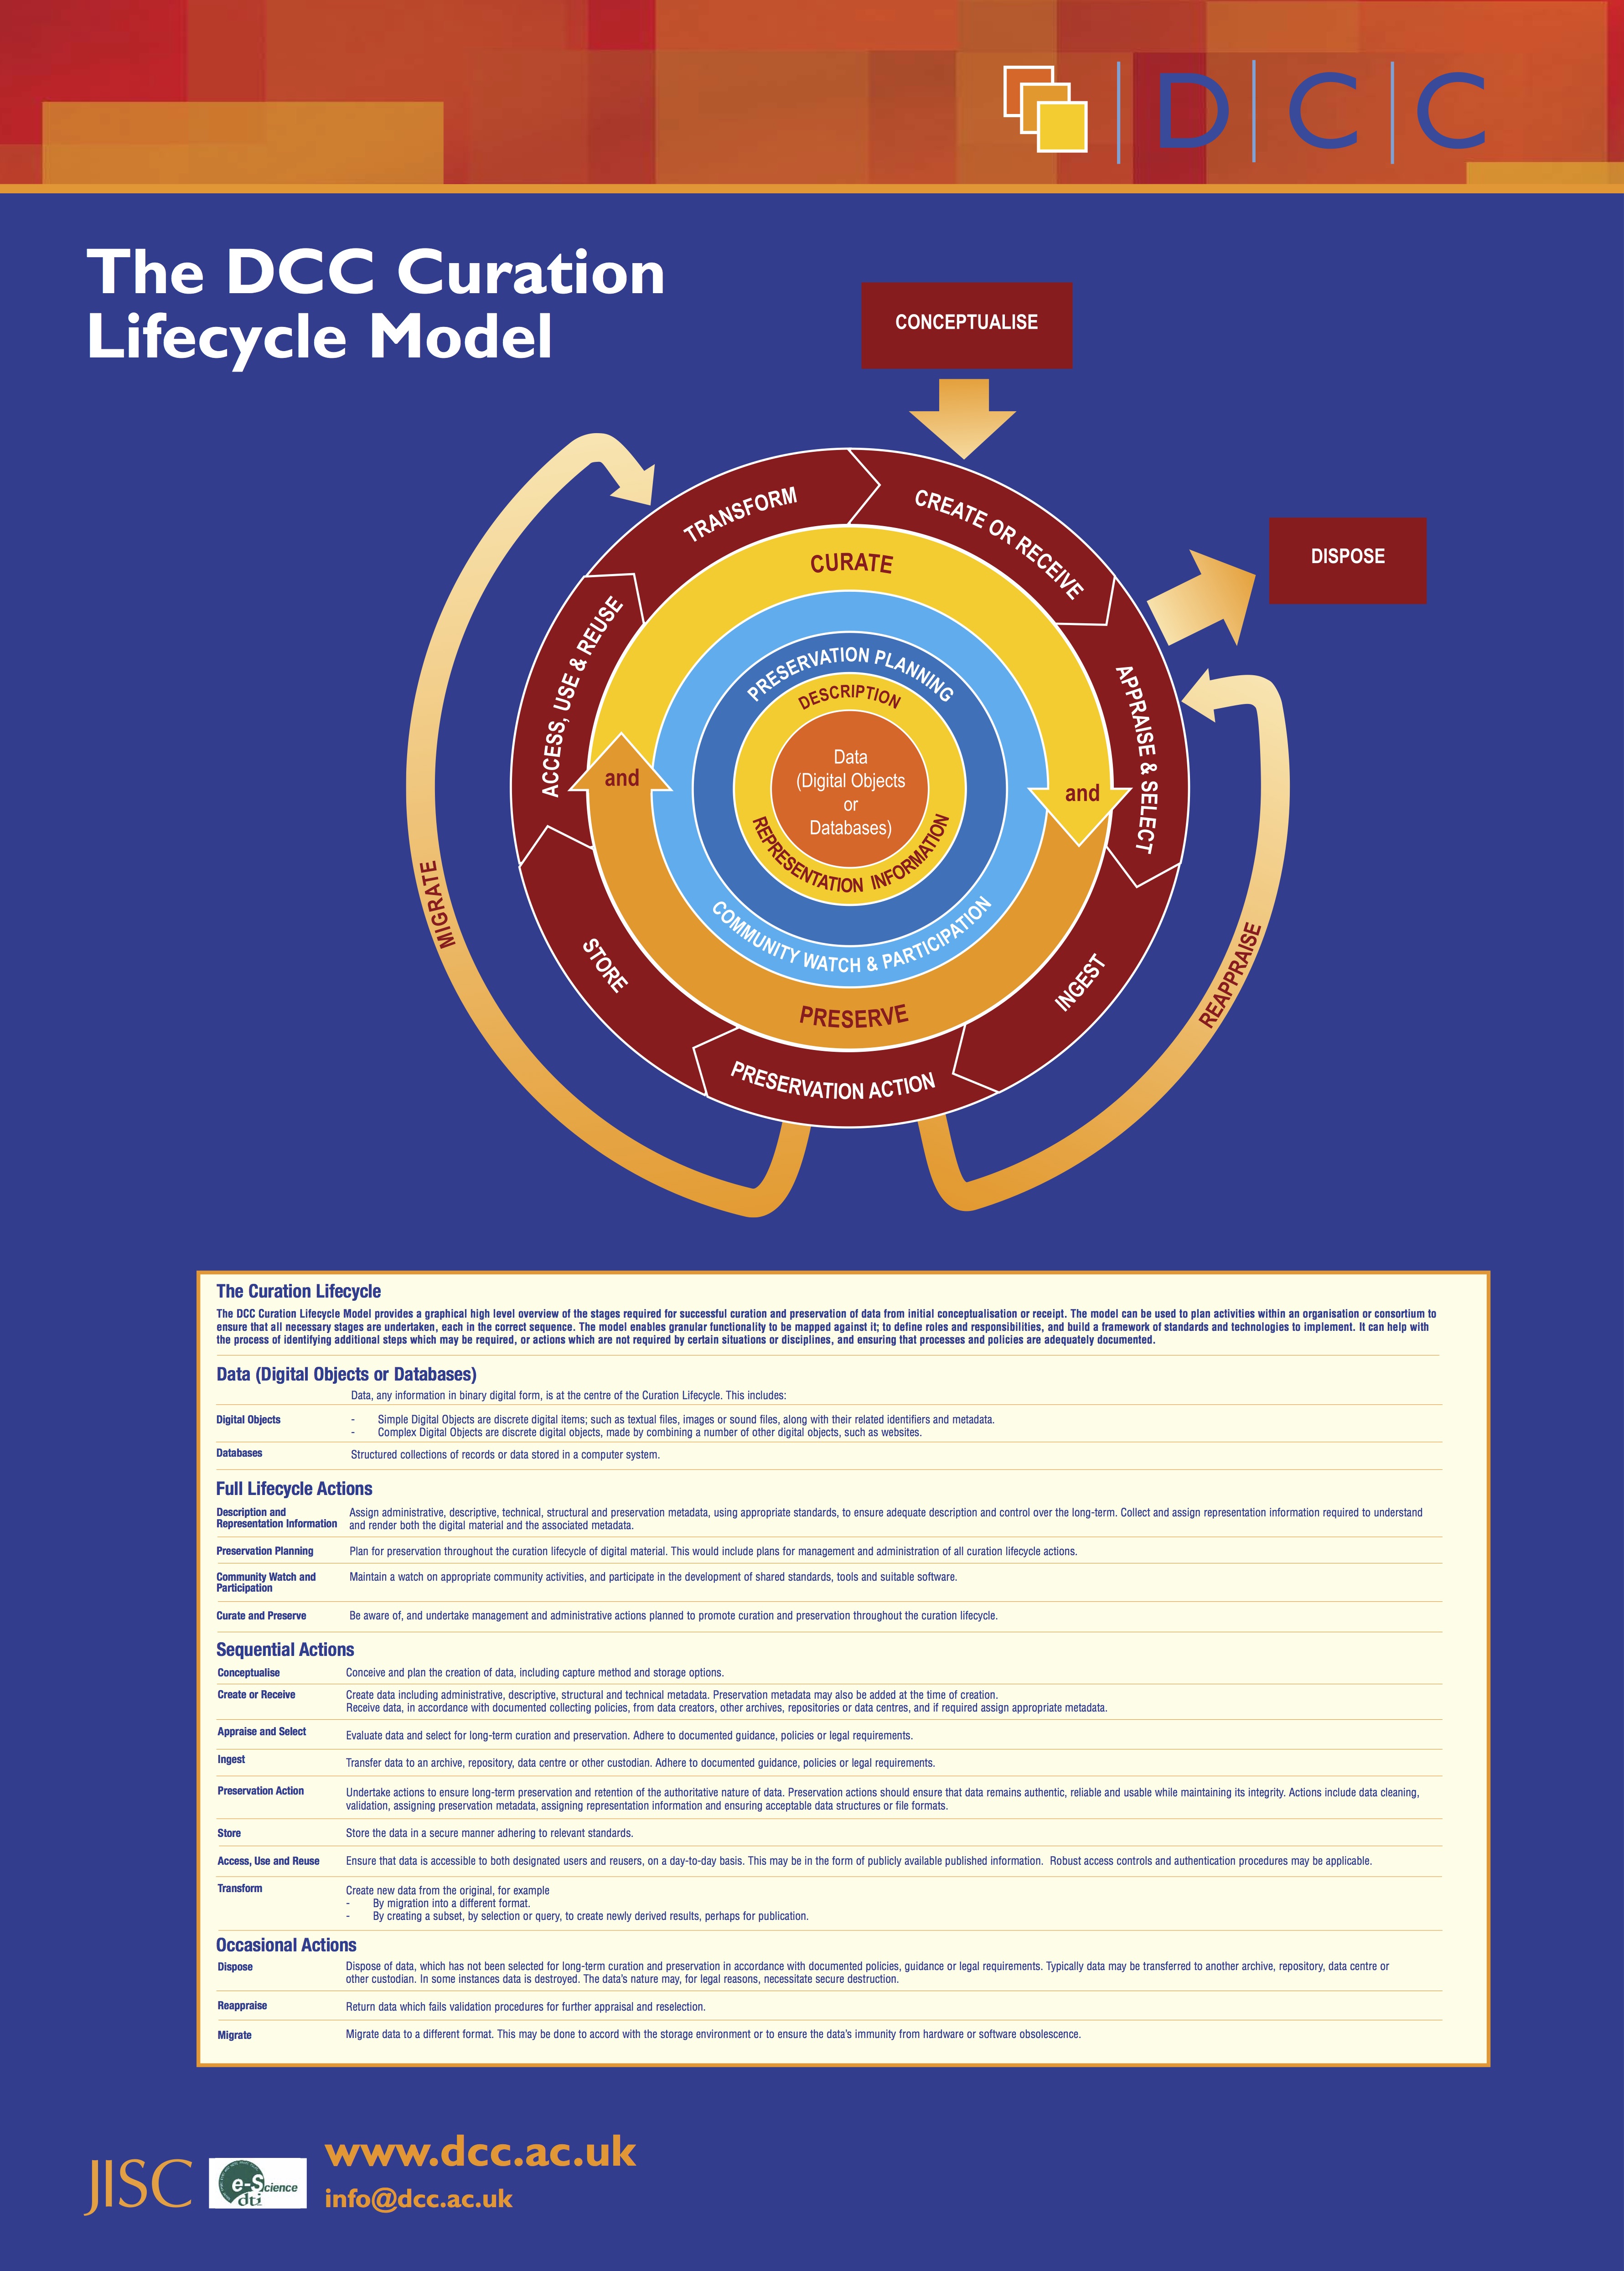 D C C
The DCC Curation
Lifecycle Model
CONCEPTUALISE
DISPOSE
TRANSFORM
CREATE OR RECEIVE
APPRAISE & SELECT
INGEST
PRESERVATION ACTION
STORE
ACCESS, USE & REUSE
CURATE
and
PRESERVE
and
PRESERVATION PLANNING
COMMUNITY WATCH & PARTICIPATION
DESCRIPTION
REPRESENTATION INFORMATION
Data
(Digital Objects
or
Databases)
MIGRATE
REAPPRAISE
The Curation Lifecycle
The DCC Curation Lifecycle Model provides a graphical high level overview of the stages required for successful curation and preservation of data from initial conceptualisation or receipt. The model can be used to plan activities within an organisation or consortium to
ensure that all necessary stages are undertaken, each in the correct sequence. The model enables granular functionality to be mapped against it; to define roles and responsibilities, and build a framework of standards and technologies to implement. It can help with
the process of identifying additional steps which may be required, or actions which are not required by certain situations or disciplines, and ensuring that processes and policies are adequately documented.
Data (Digital Objects or Databases)
Data, any information in binary digital form, is at the centre of the Curation Lifecycle. This includes:
Digital Objects - Simple Digital Objects are discrete digital items; such as textual files, images or sound files, along with their related identifiers and metadata.
- Complex Digital Objects are discrete digital objects, made by combining a number of other digital objects, such as websites.
Databases Structured collections of records or data stored in a computer system.
Full Lifecycle Actions
Description and
Representation Information
Assign administrative, descriptive, technical, structural and preservation metadata, using appropriate standards, to ensure adequate description and control over the long-term. Collect and assign representation information required to understand
and render both the digital material and the associated metadata.
Preservation Planning Plan for preservation throughout the curation lifecycle of digital material. This would include plans for management and administration of all curation lifecycle actions.
Community Watch and
Participation
Maintain a watch on appropriate community activities, and participate in the development of shared standards, tools and suitable software.
Curate and Preserve Be aware of, and undertake management and administrative actions planned to promote curation and preservation throughout the curation lifecycle.
Sequential Actions
Conceptualise Conceive and plan the creation of data, including capture method and storage options.
Create or Receive Create data including administrative, descriptive, structural and technical metadata. Preservation metadata may also be added at the time of creation.
Receive data, in accordance with documented collecting policies, from data creators, other archives, repositories or data centres, and if required assign appropriate metadata.
Appraise and Select Evaluate data and select for long-term curation and preservation. Adhere to documented guidance, policies or legal requirements.
Ingest Transfer data to an archive, repository, data centre or other custodian. Adhere to documented guidance, policies or legal requirements.
Preservation Action Undertake actions to ensure long-term preservation and retention of the authoritative nature of data. Preservation actions should ensure that data remains authentic, reliable and usable while maintaining its integrity. Actions include data cleaning,
validation, assigning preservation metadata, assigning representation information and ensuring acceptable data structures or file formats.
Store Store the data in a secure manner adhering to relevant standards.
Access, Use and Reuse Ensure that data is accessible to both designated users and reusers, on a day-to-day basis. This may be in the form of publicly available published information. Robust access controls and authentication procedures may be applicable.
Transform Create new data from the original, for example
- By migration into a different format.
- By creating a subset, by selection or query, to create newly derived results, perhaps for publication.
Occasional Actions
Dispose Dispose of data, which has not been selected for long-term curation and preservation in accordance with documented policies, guidance or legal requirements. Typically data may be transferred to another archive, repository, data centre or
other custodian. In some instances data is destroyed. The data's nature may, for legal reasons, necessitate secure destruction.
Reappraise Return data which fails validation procedures for further appraisal and reselection.
Migrate Migrate data to a different format. This may be done to accord with the storage environment or to ensure the data's immunity from hardware or software obsolescence.
JISC
e-Science
dti
www.dcc.ac.uk
info@dcc.ac.uk